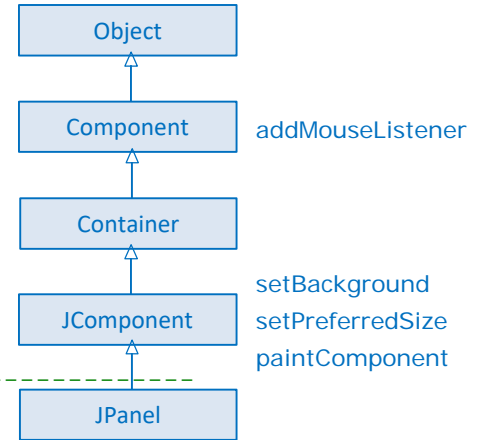 Object
Component
addMouseListener
Container
setBackground
JComponent
setPreferredSize
paintComponent
JPanel